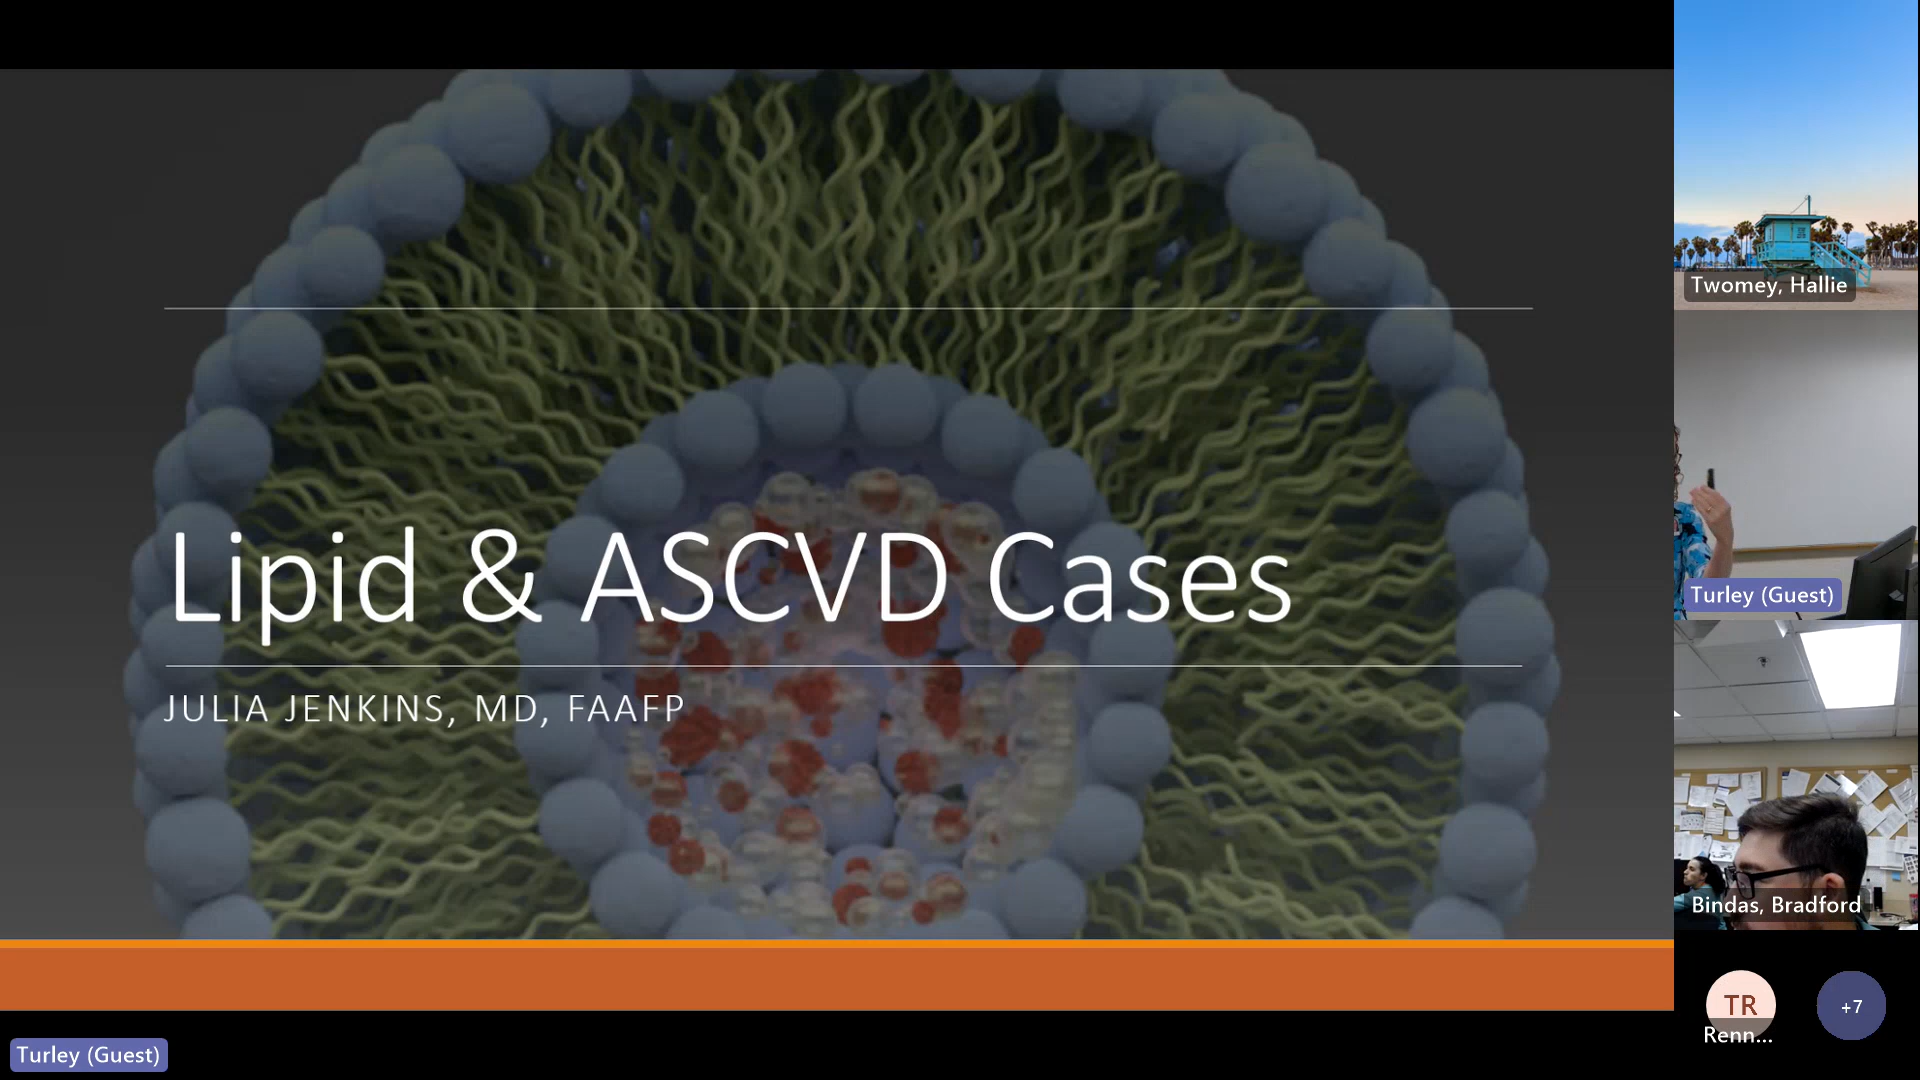 Lipid & ASCVD Cases
JULIA JENKINS, MD, FAAFP
Turley (Guest)
Twomey, Hallie
Turley (Guest)
Bindas, Bradford
TR
Renn...
+7